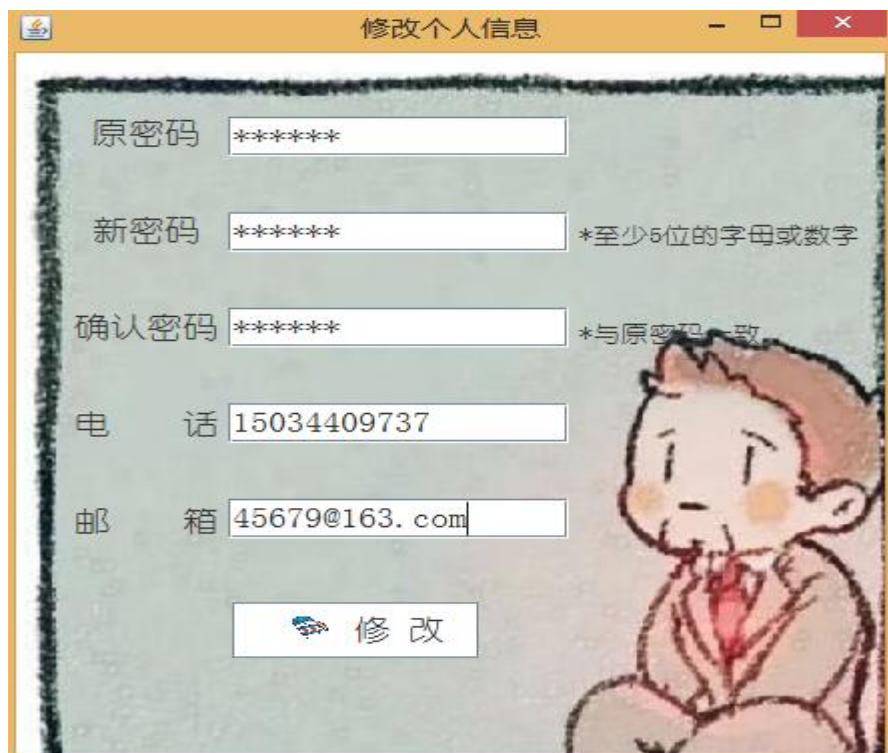 修改个人信息
原密码 ******
新密码 ****** *至少5位的字母或数字
确认密码 ****** *与原密码一致
电 话 15034409737
邮 箱 45679@163.com
修 改